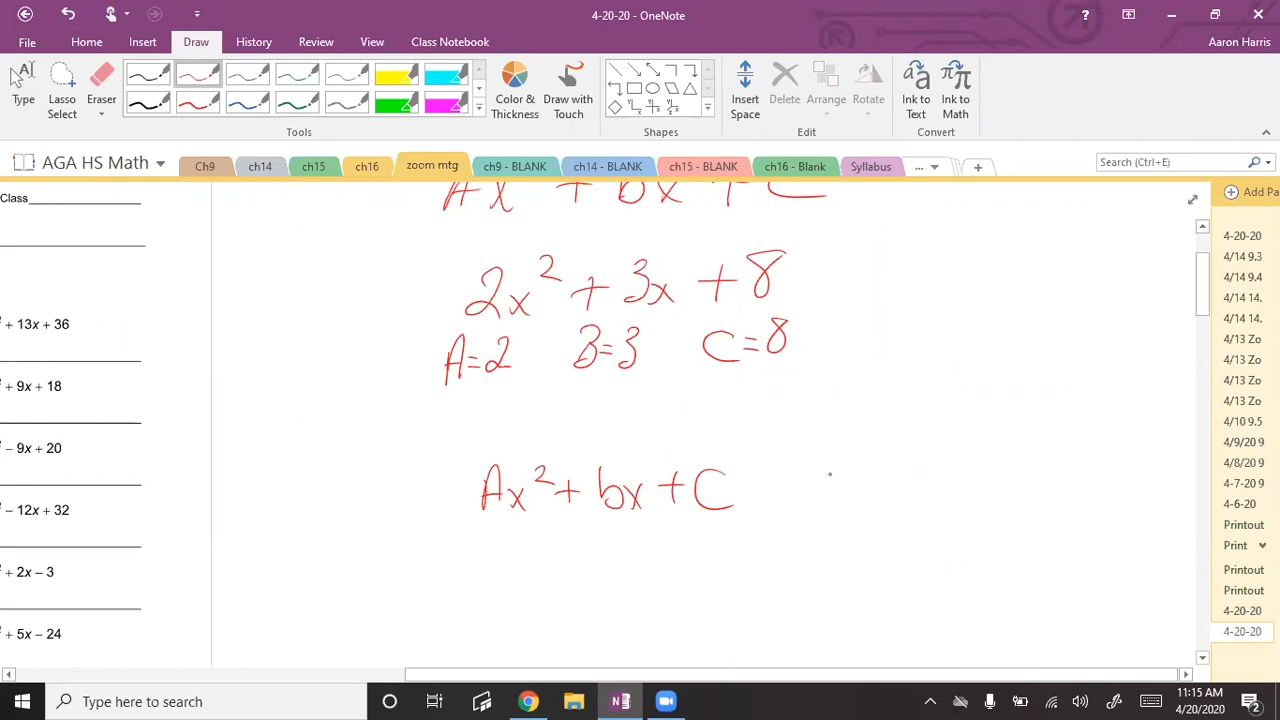 4-20-20 - OneNote
?
Aaron Harris
File Home Insert Draw History Review View Class Notebook
Type
Lasso Select
Eraser
Color & Thickness
Draw with Touch
Insert Space
Delete
Arrange
Rotate
Ink to Text
Ink to Math
Tools Shapes Edit Convert
AGA HS Math
Ch9 ch14 ch15 ch16 zoom mtg ch9 - BLANK ch14 - BLANK ch15 - BLANK ch16 - Blank Syllabus ... +
Search (Ctrl+E)
Class
+ 13x + 36
+ 9x + 18
- 9x + 20
- 12x + 32
+ 2x - 3
+ 5x - 24
Ax + bx + C
2x² + 3x + 8
A=2 B=3 C=8
Ax² + bx + C
Add Pa
4-20-20
4/14 9.3
4/14 9.4
4/14 14.
4/14 14.
4/13 Zo
4/13 Zo
4/13 Zo
4/13 Zo
4/10 9.5
4/9/20 9
4/8/20 9
4-7-20 9
4-6-20
Printout
Print
Printout
Printout
4-20-20
4-20-20
Type here to search
11:15 AM
4/20/2020
2